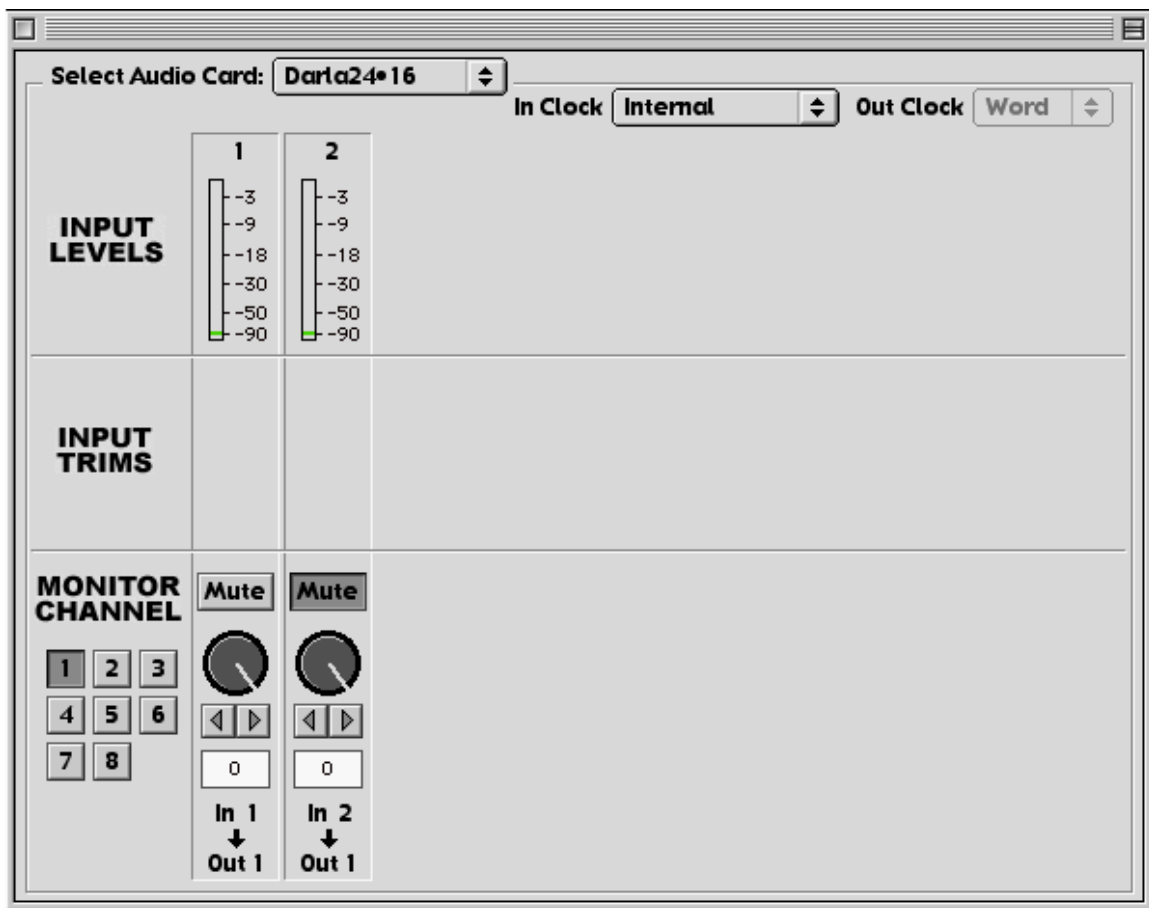 Select Audio Card: Darla24•16
In Clock Internal Out Clock Word
1 2
INPUT
LEVELS
-3 -3
-9 -9
-18 -18
-30 -30
-50 -50
-90 -90
INPUT
TRIMS
MONITOR
CHANNEL
Mute Mute
1 2 3
4 5 6
7 8
0 0
In 1 In 2
Out 1 Out 1